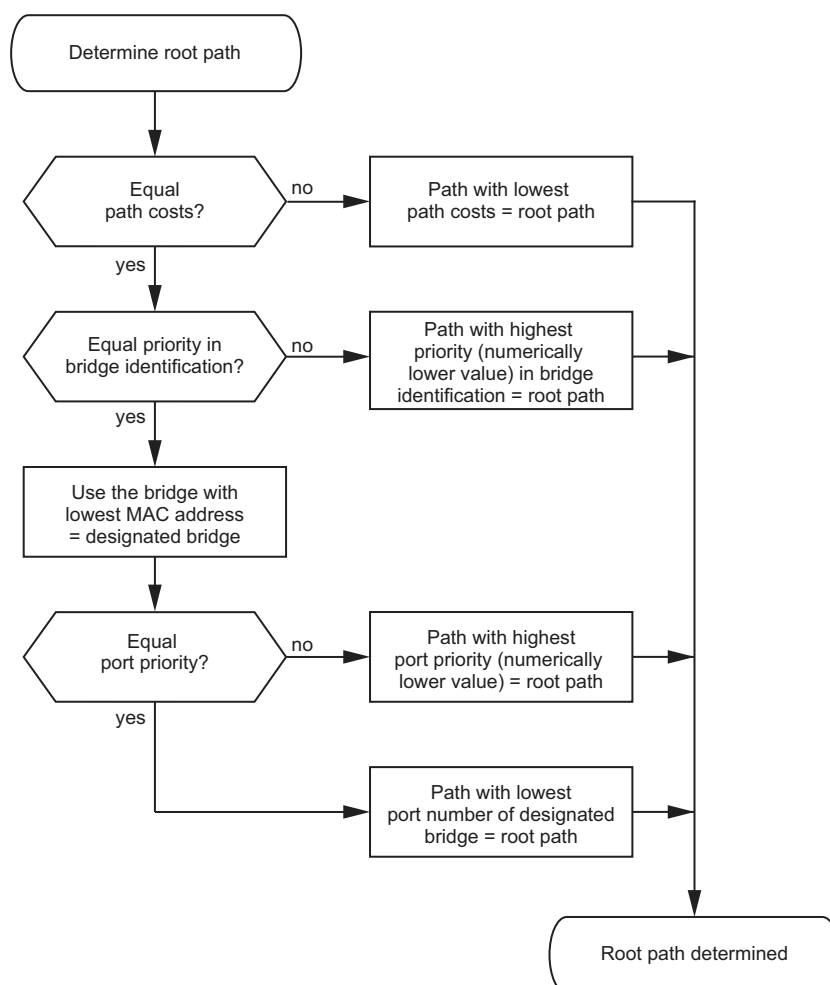 Determine root path
Equal
path costs?
no
Path with lowest
path costs = root path
yes
Equal priority in
bridge identification?
no
Path with highest
priority (numerically
lower value) in bridge
identification = root path
yes
Use the bridge with
lowest MAC address
= designated bridge
Equal
port priority?
no
Path with highest
port priority (numerically
lower value) = root path
yes
Path with lowest
port number of designated
bridge = root path
Root path determined